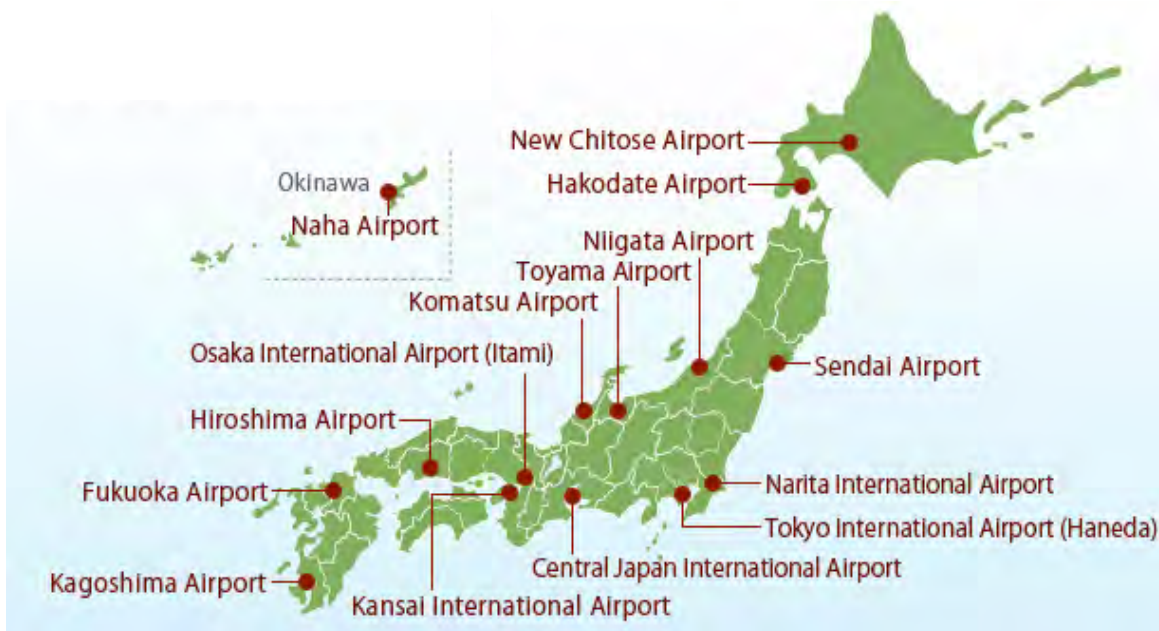 New Chitose Airport
Hakodate Airport
Okinawa
Naha Airport
Niigata Airport
Toyama Airport
Komatsu Airport
Osaka International Airport (Itami)
Sendai Airport
Hiroshima Airport
Fukuoka Airport
Narita International Airport
Tokyo International Airport (Haneda)
Central Japan International Airport
Kagoshima Airport
Kansai International Airport